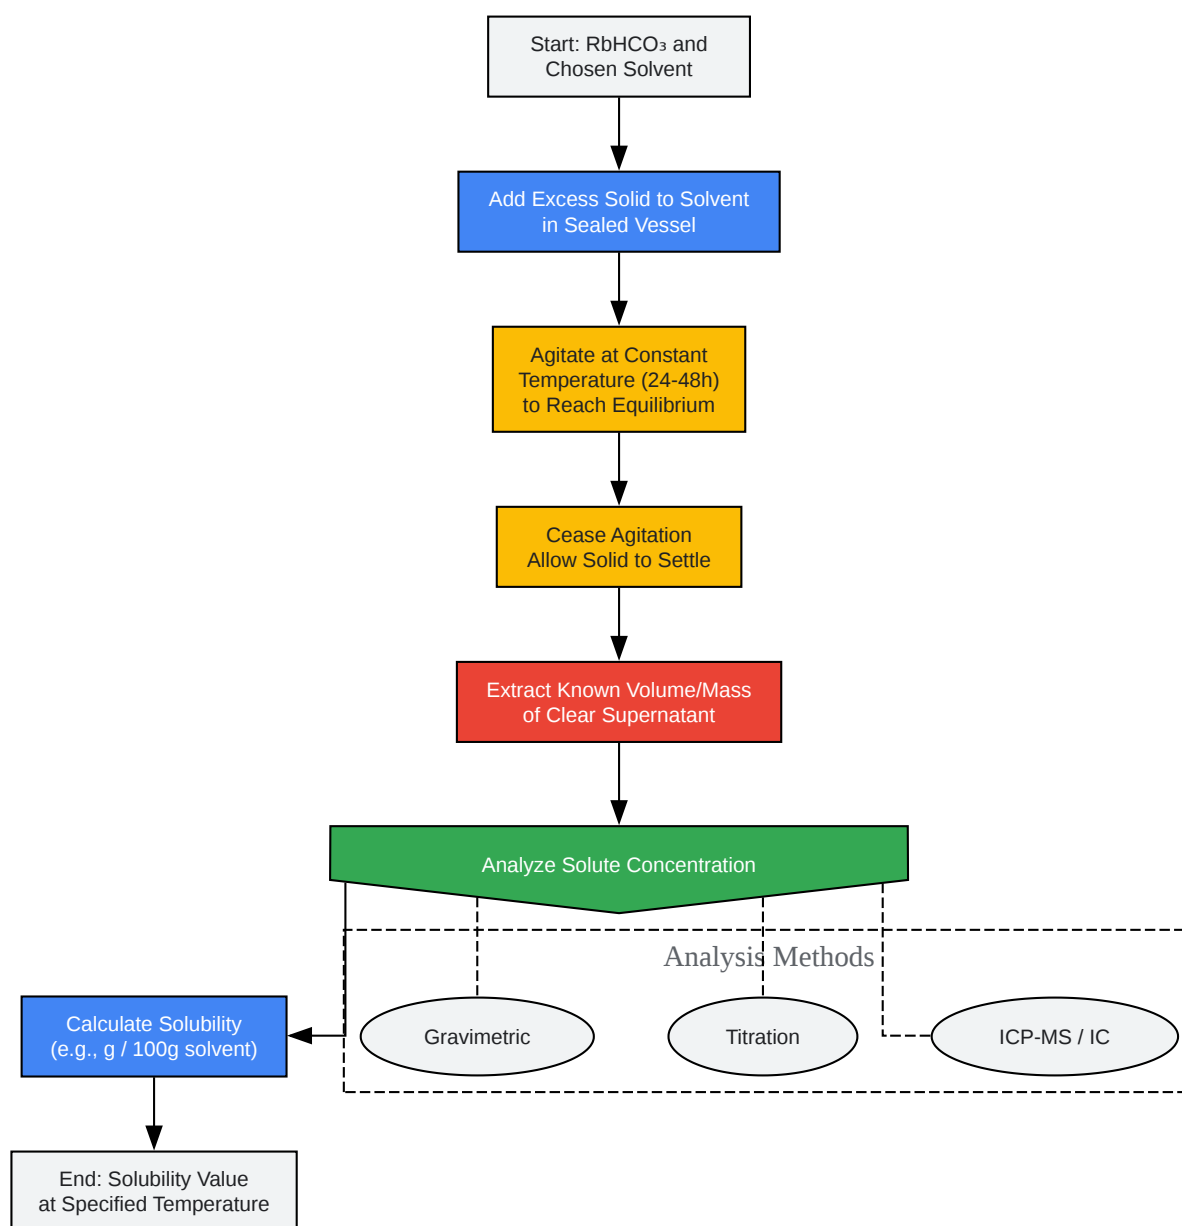 Start: RbHCO₃ and
Chosen Solvent
Add Excess Solid to Solvent
in Sealed Vessel
Agitate at Constant
Temperature (24-48h)
to Reach Equilibrium
Cease Agitation
Allow Solid to Settle
Extract Known Volume/Mass
of Clear Supernatant
Analyze Solute Concentration
Analysis Methods
Calculate Solubility
(e.g., g / 100g solvent)
Gravimetric
Titration
ICP-MS / IC
End: Solubility Value
at Specified Temperature